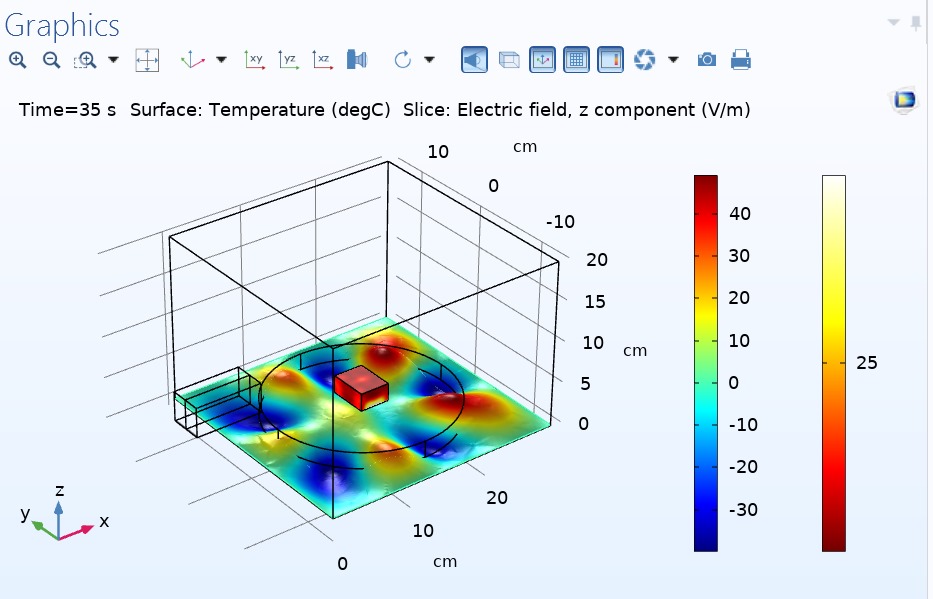 Graphics
xy yz xz
Time=35 s Surface: Temperature (degC) Slice: Electric field, z component (V/m)
10 cm
0
-10
20
15
10 cm
5
0
20
10
0 cm
z
y x
40
30
20
10
0
-10
-20
-30
25